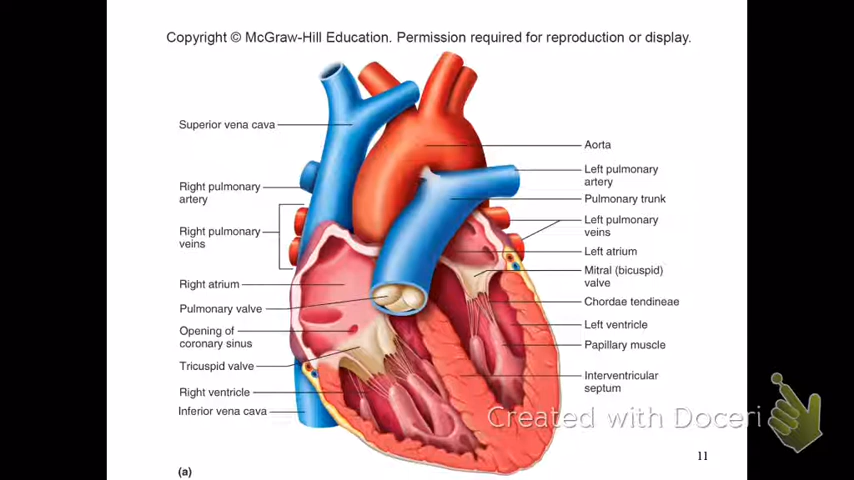 Copyright © McGraw-Hill Education. Permission required for reproduction or display.
Superior vena cava
Right pulmonary
artery
Right pulmonary
veins
Right atrium
Pulmonary valve
Opening of
coronary sinus
Tricuspid valve
Right ventricle
Inferior vena cava
Aorta
Left pulmonary
artery
Pulmonary trunk
Left pulmonary
veins
Left atrium
Mitral (bicuspid)
valve
Chordae tendineae
Left ventricle
Papillary muscle
Interventricular
septum
Created with Doceri
11
(a)